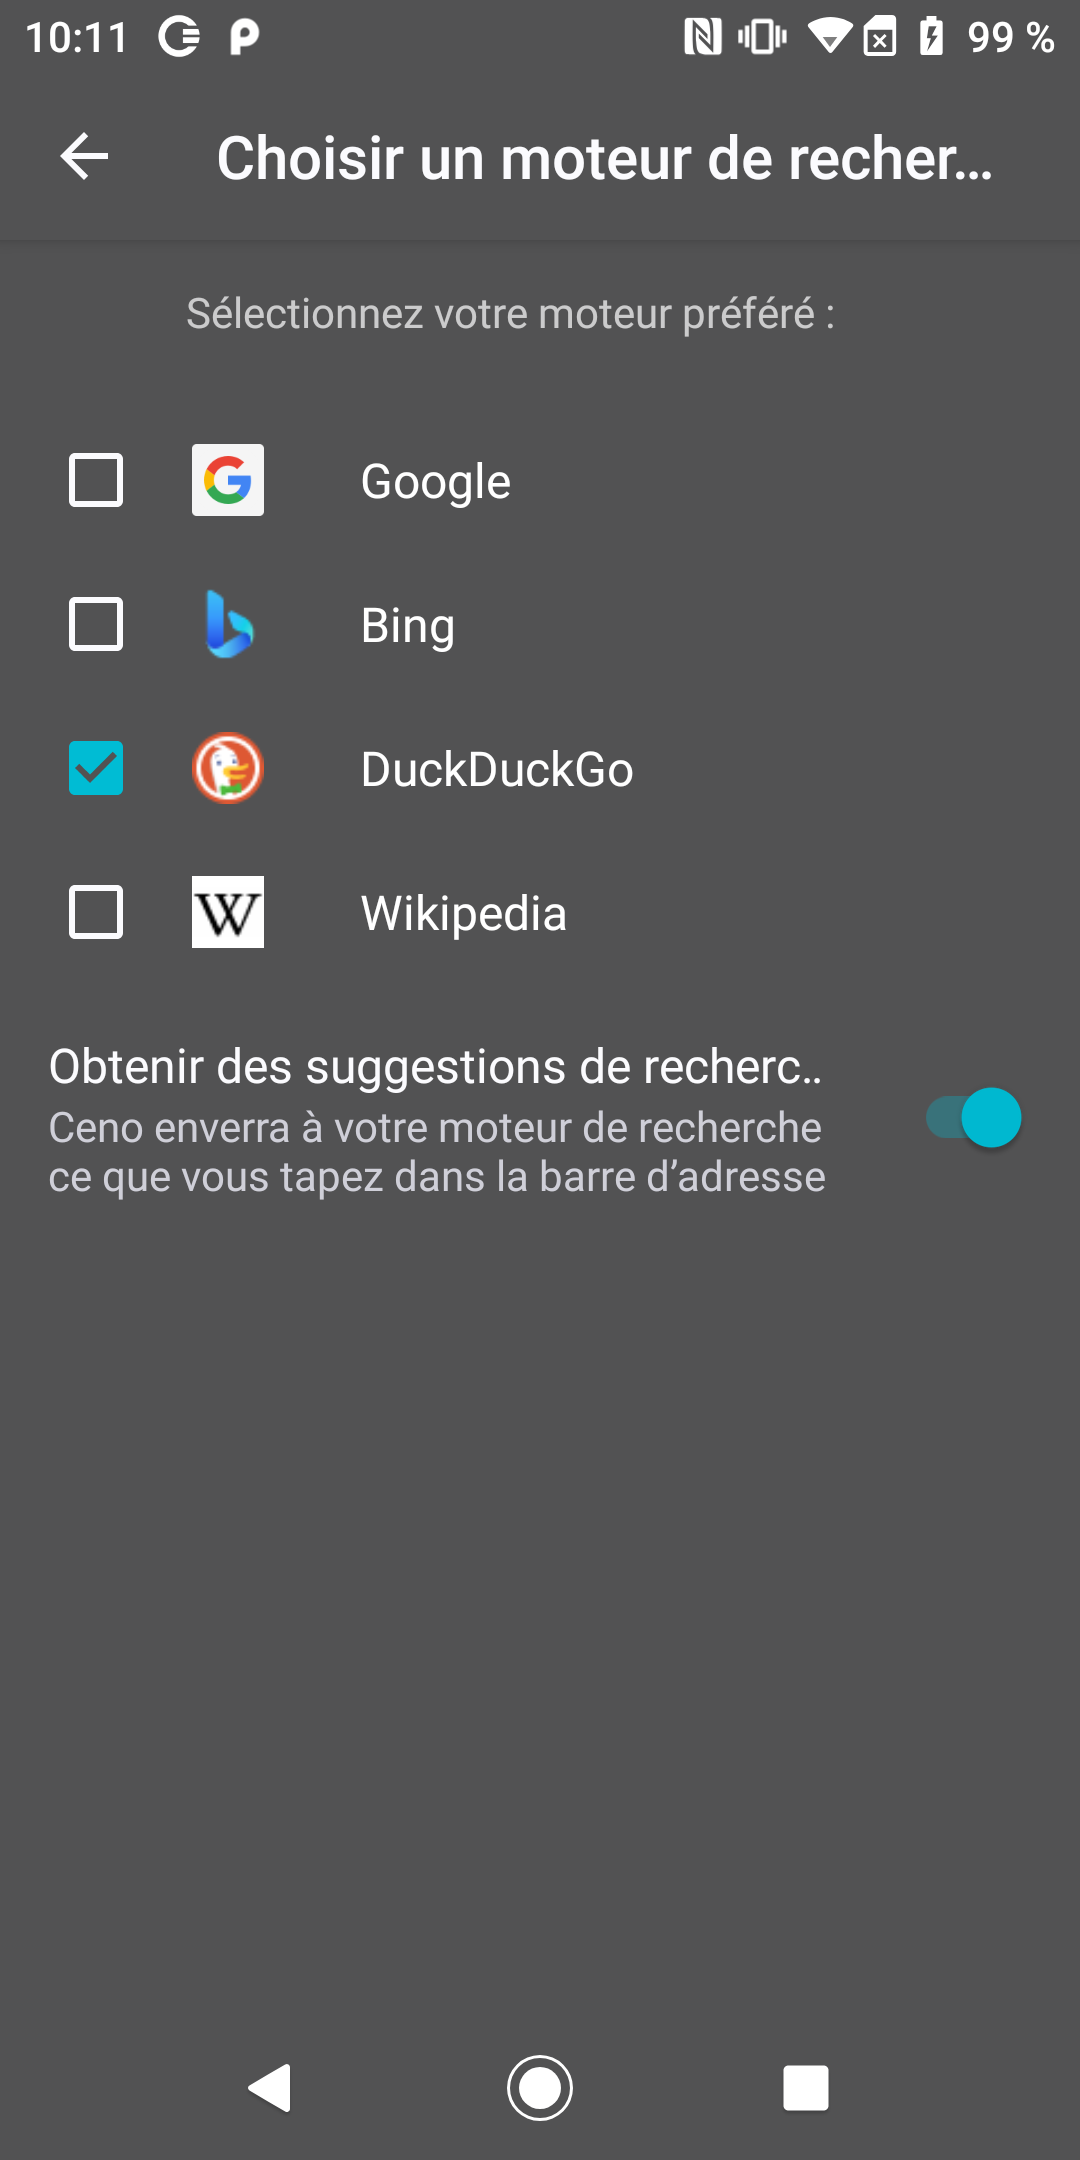 10:11
99 %
Choisir un moteur de recher…
Sélectionnez votre moteur préféré :
Google
Bing
DuckDuckGo
W
Wikipedia
Obtenir des suggestions de recherc..
Ceno enverra à votre moteur de recherche
ce que vous tapez dans la barre d’adresse